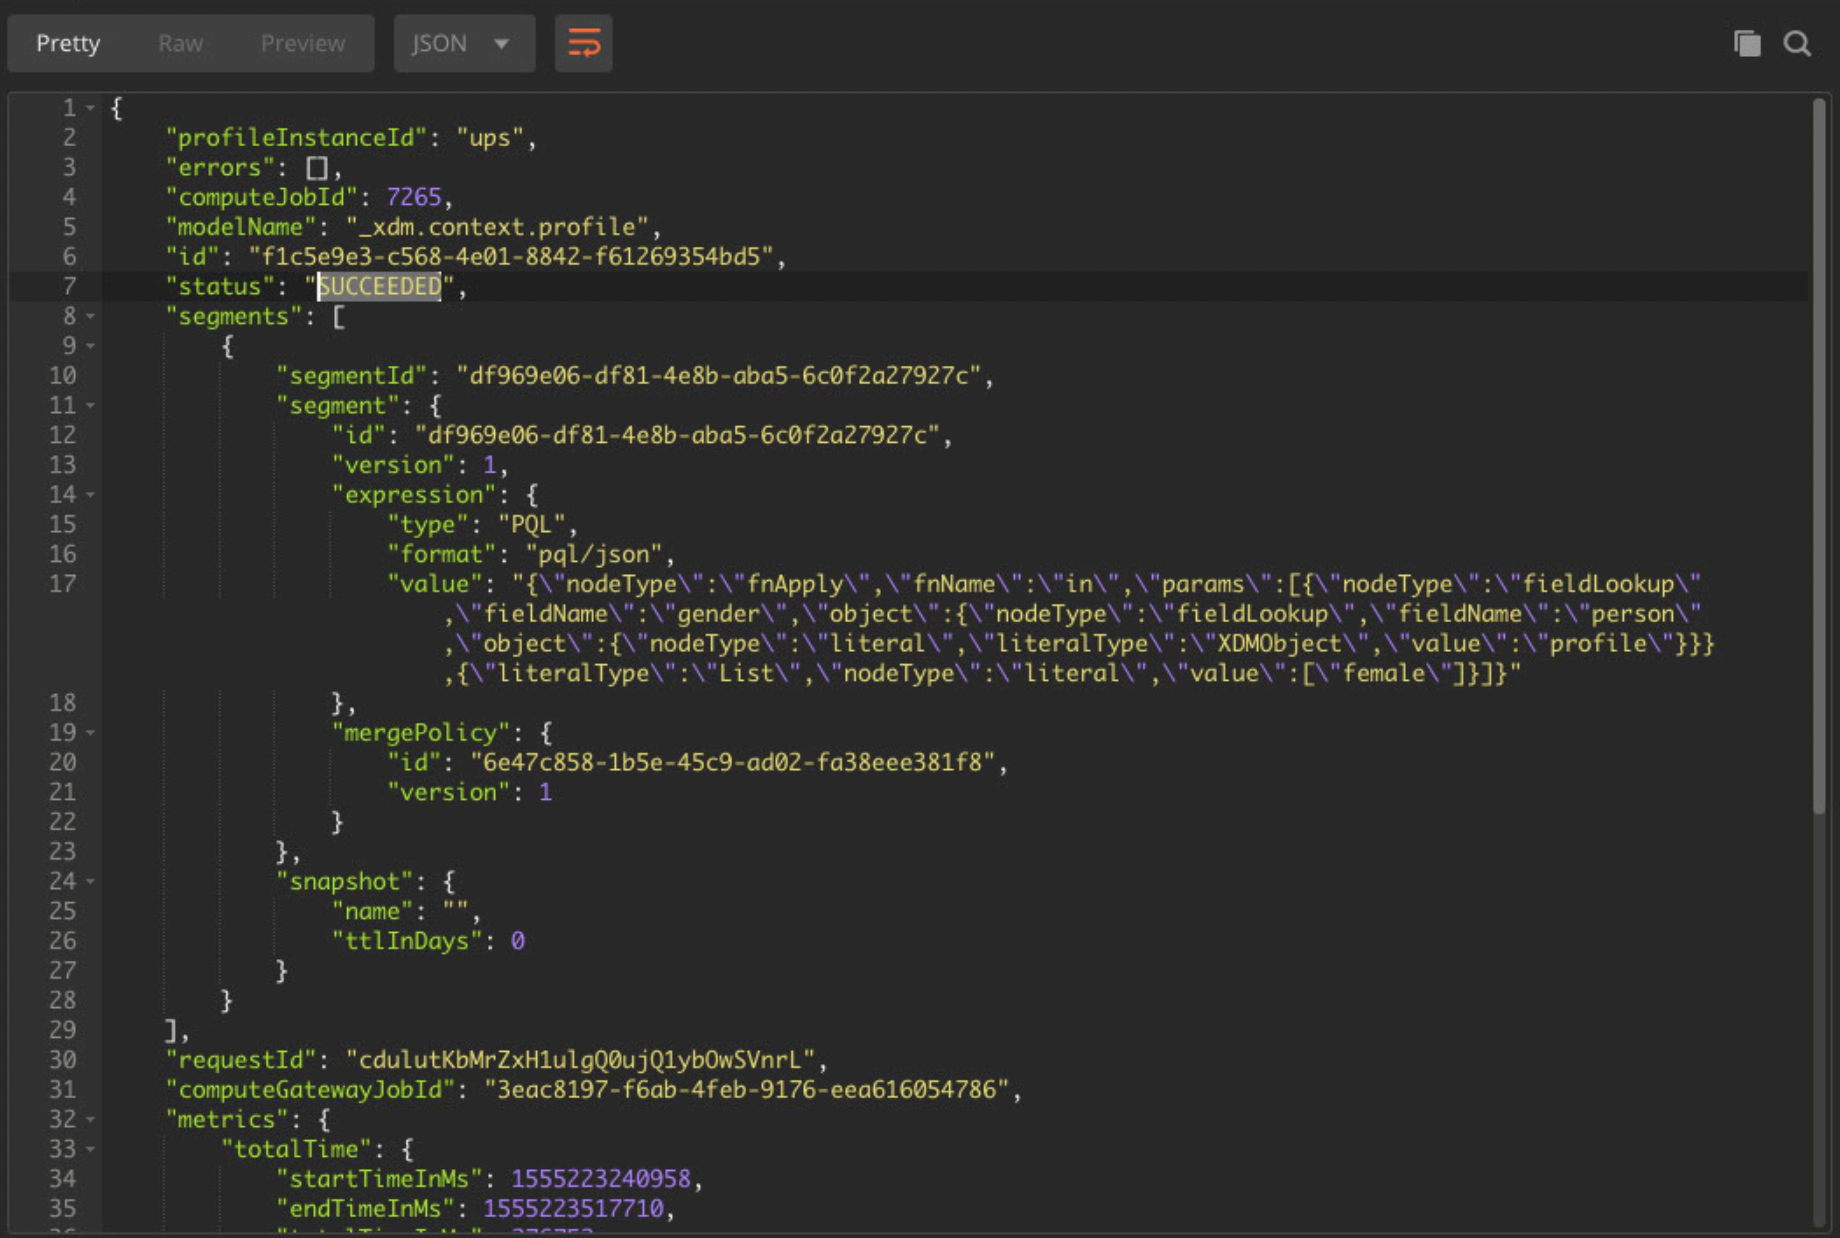 Pretty Raw Preview JSON
1 {
2 "profileInstanceId": "ups",
3 "errors": [],
4 "computeJobId": 7265,
5 "modelName": "_xdm.context.profile",
6 "id": "f1c5e9e3-c568-4e01-8842-f61269354bd5",
7 "status": "SUCCEEDED",
8 "segments": [
9 {
10 "segmentId": "df969e06-df81-4e8b-aba5-6c0f2a27927c",
11 "segment": {
12 "id": "df969e06-df81-4e8b-aba5-6c0f2a27927c",
13 "version": 1,
14 "expression": {
15 "type": "PQL",
16 "format": "pql/json",
17 "value": "{\"nodeType\":\"fnApply\",\"fnName\":\"in\",\"params\":[{\"nodeType\":\"fieldLookup\"
,\"fieldName\":\"gender\",\"object\":{\"nodeType\":\"fieldLookup\",\"fieldName\":\"person\"
,\"object\":{\"nodeType\":\"literal\",\"literalType\":\"XDMObject\",\"value\":\"profile\"}}}
,{\"literalType\":\"List\",\"nodeType\":\"literal\",\"value\":[\"female\"]}]}"
18 },
19 "mergePolicy": {
20 "id": "6e47c858-1b5e-45c9-ad02-fa38eee381f8",
21 "version": 1
22 }
23 },
24 "snapshot": {
25 "name": "",
26 "ttlInDays": 0
27 }
28 }
29 ],
30 "requestId": "cdulutKbMrZxH1ulgQ0ujQ1ybOwSVnrL",
31 "computeGatewayJobId": "3eac8197-f6ab-4feb-9176-eea616054786",
32 "metrics": {
33 "totalTime": {
34 "startTimeInMs": 1555223240958,
35 "endTimeInMs": 1555223517710,